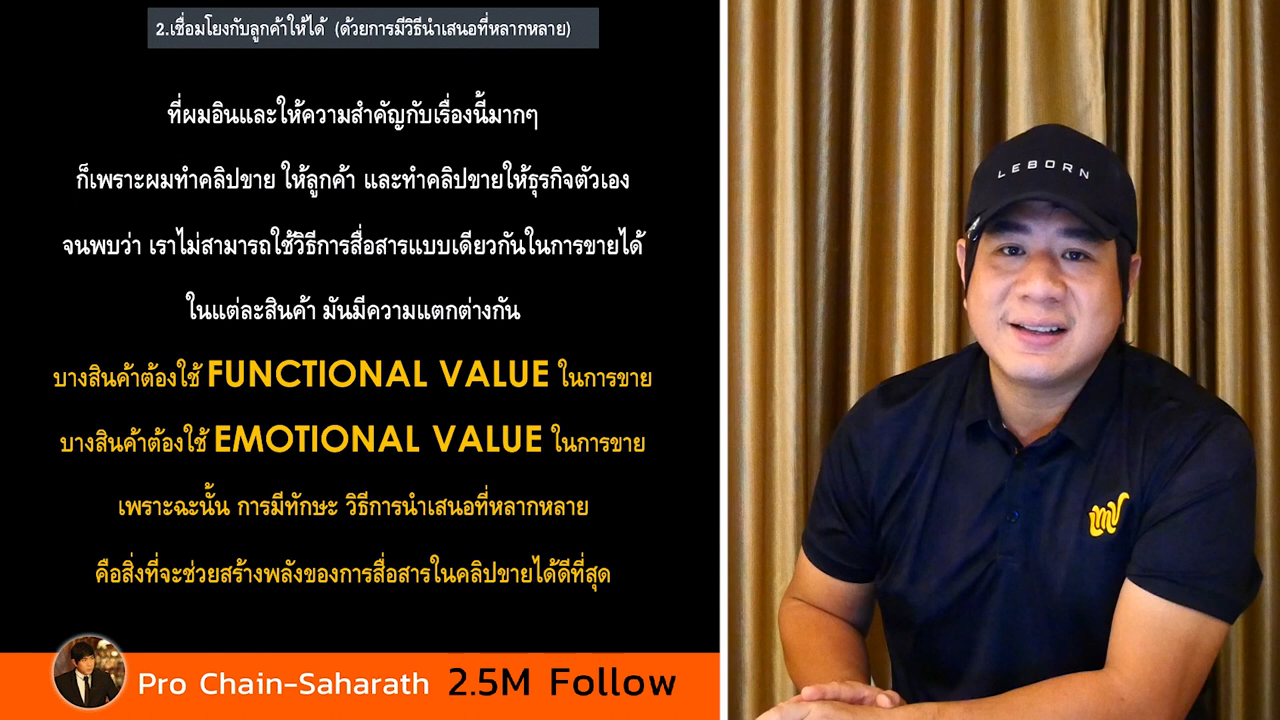 2.เชื่อมโยงกับลูกค้าให้ได้ (ด้วยการมีวิธีนำเสนอที่หลากหลาย)
ที่ผมอินและให้ความสำคัญกับเรื่องนี้มากๆ
ก็เพราะผมทำคลิปขาย ให้ลูกค้า และทำคลิปขายให้ธุรกิจตัวเอง
จนพบว่า เราไม่สามารถใช้วิธีการสื่อสารแบบเดียวกันในการขายได้
ในแต่ละสินค้า มันมีความแตกต่างกัน
บางสินค้าต้องใช้ FUNCTIONAL VALUE ในการขาย
บางสินค้าต้องใช้ EMOTIONAL VALUE ในการขาย
เพราะฉะนั้น การมีทักษะ วิธีการนำเสนอที่หลากหลาย
คือสิ่งที่จะช่วยสร้างพลังของการสื่อสารในคลิปขายได้ดีที่สุด
Pro Chain-Saharath 2.5M Follow
LEBORN